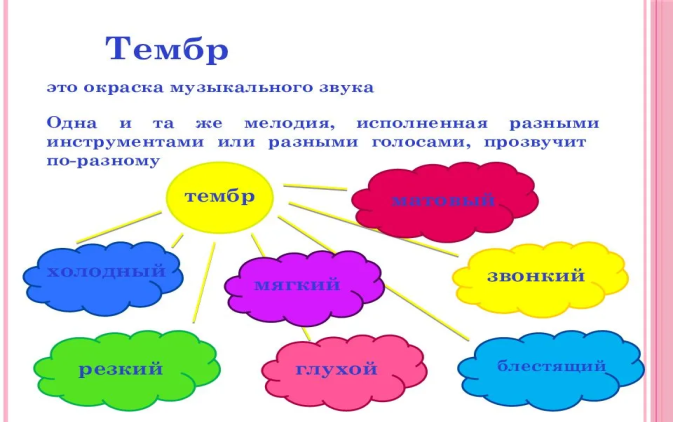 Тембр
это окраска музыкального звука
Одна и та же мелодия, исполненная разными
инструментами или разными голосами, прозвучит
по-разному
тембр
матовый
холодный
мягкий
звонкий
резкий
глухой
блестящий